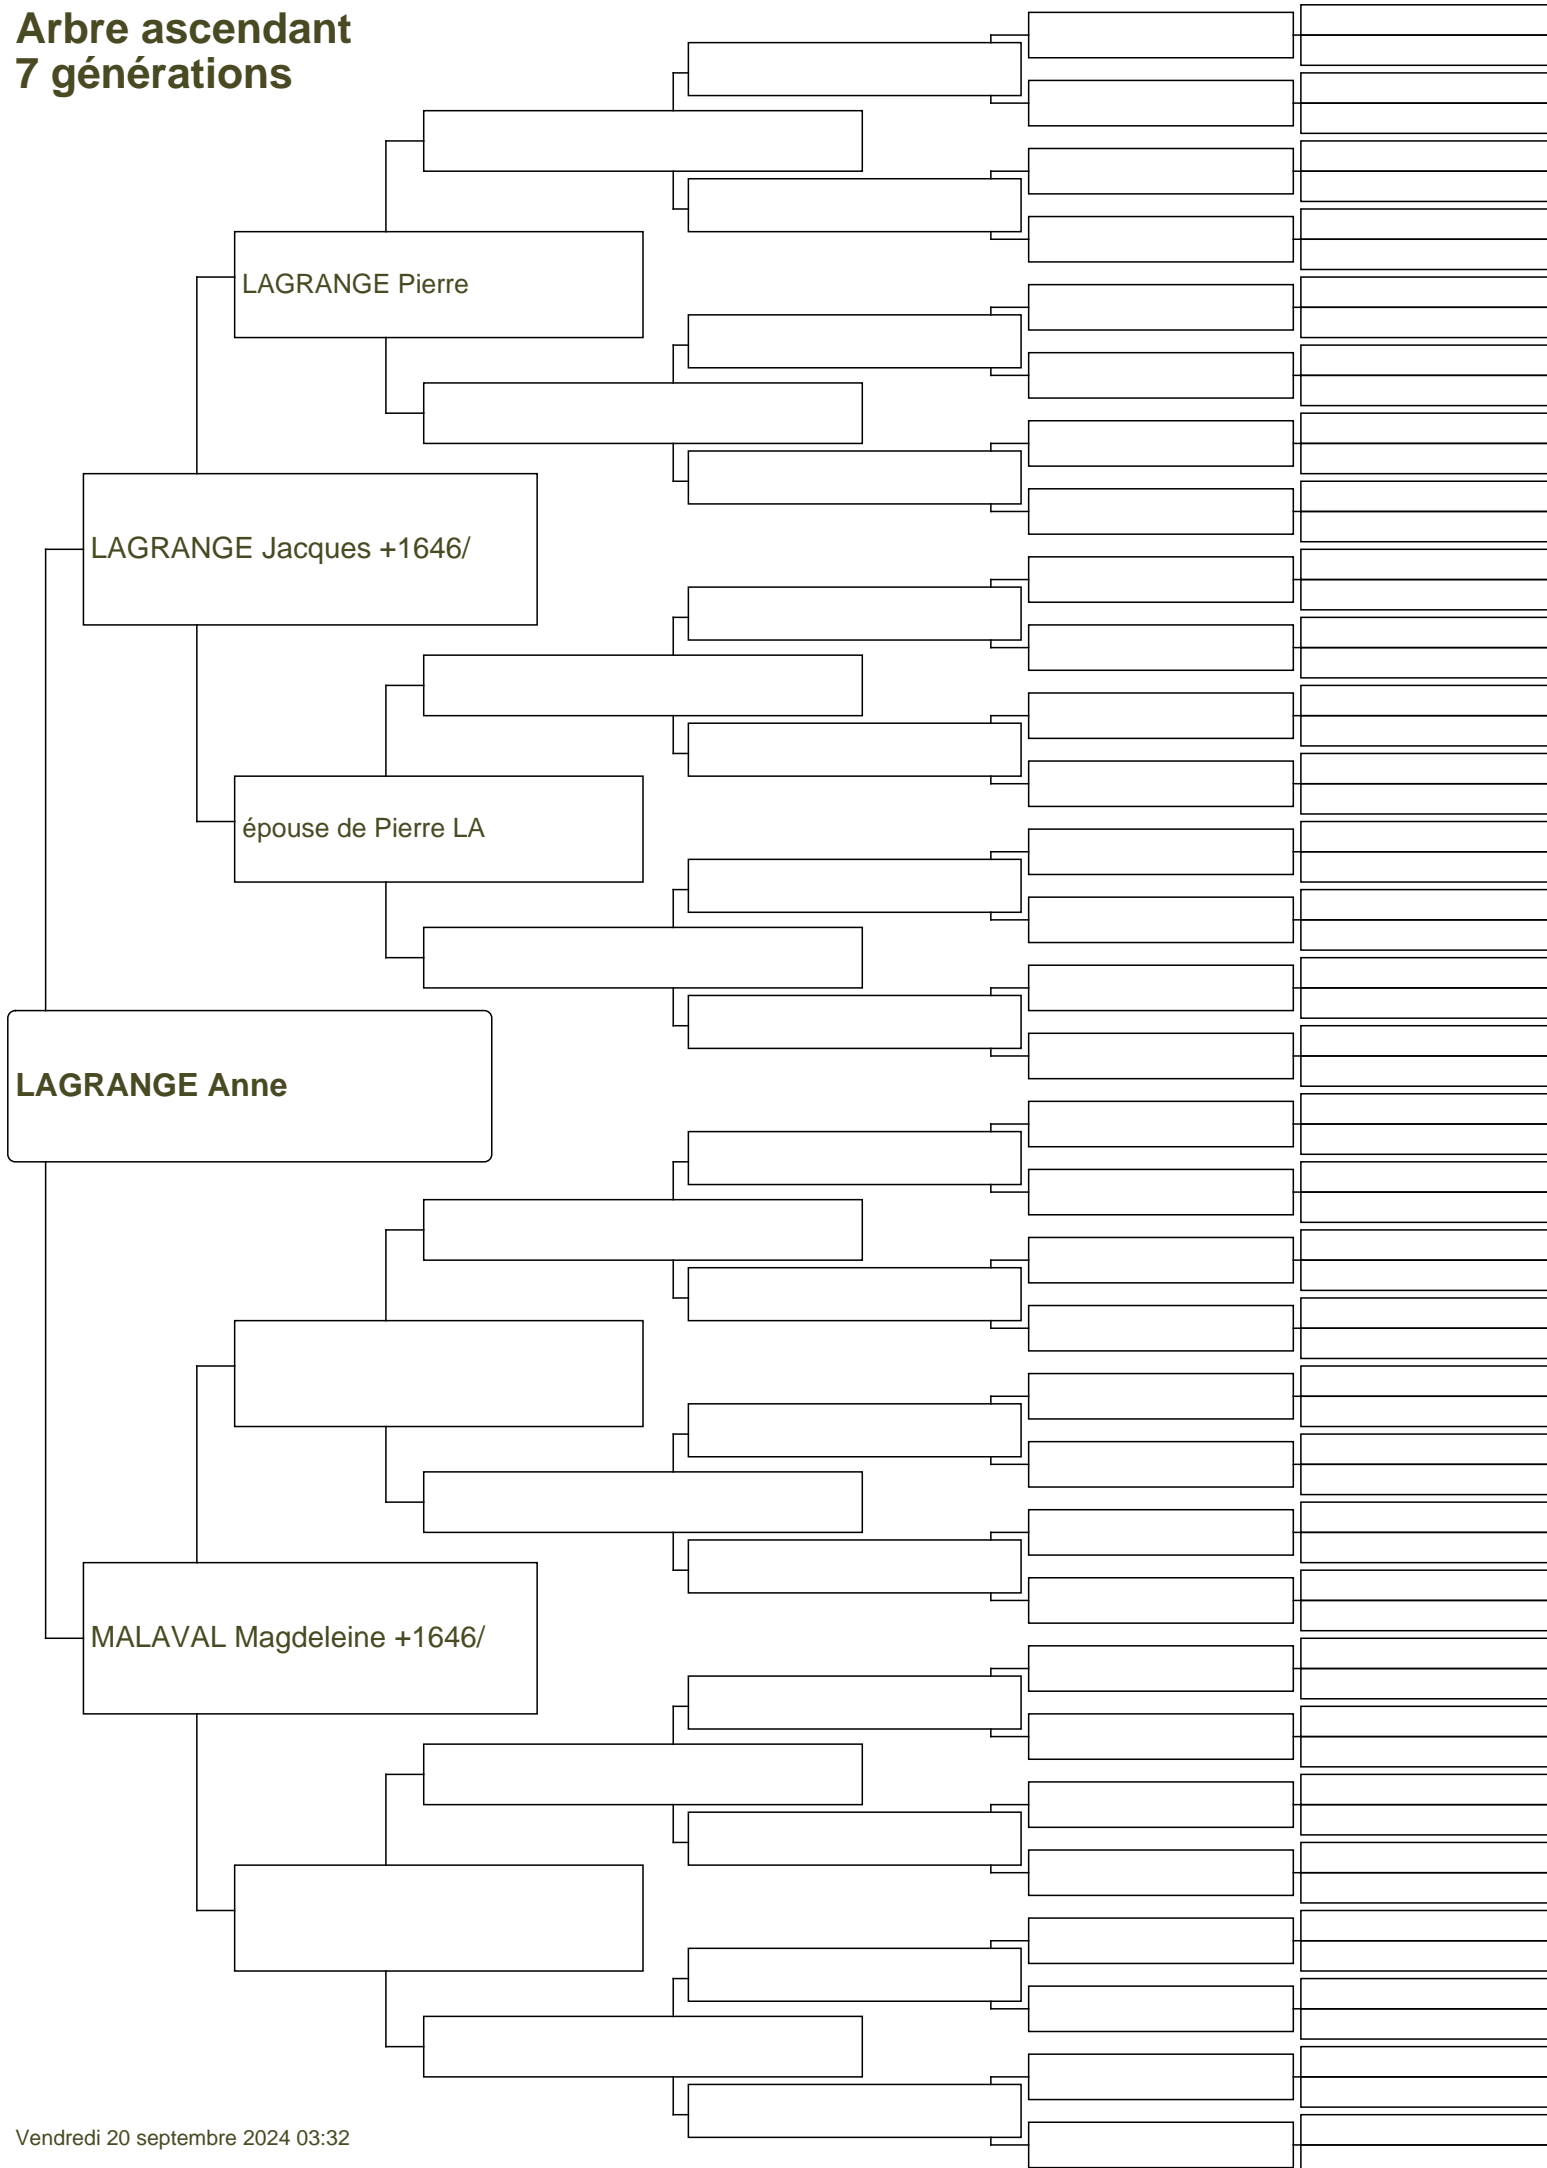 Arbre ascendant
7 générations
LAGRANGE Pierre
LAGRANGE Jacques +1646/
épouse de Pierre LA
LAGRANGE Anne
MALAVAL Magdeleine +1646/
Vendredi 20 septembre 2024 03:32